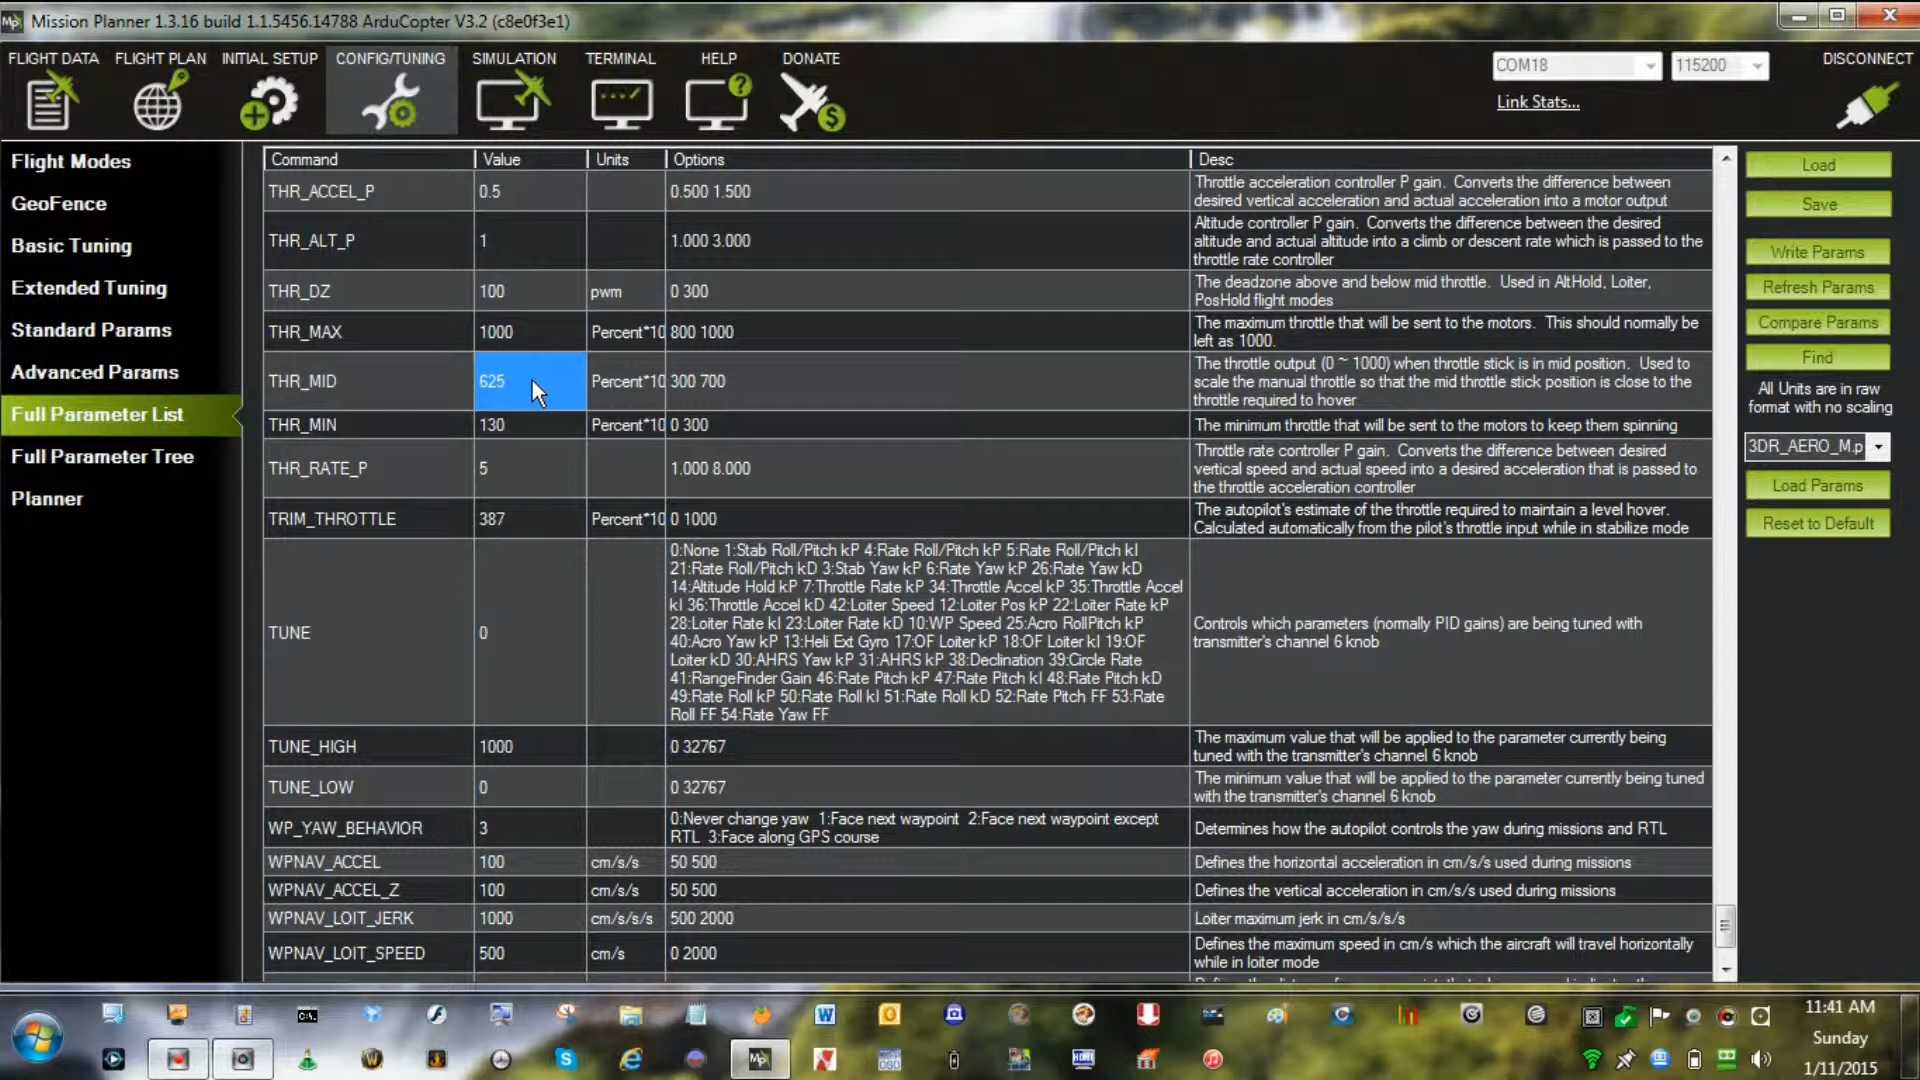 Mission Planner 1.3.16 build 1.1.5456.14788 ArduCopter V3.2 (c8e0f3e1)
FLIGHT DATA FLIGHT PLAN INITIAL SETUP CONFIG/TUNING SIMULATION TERMINAL HELP DONATE
COM18 115200 DISCONNECT
Link Stats...
Flight Modes
GeoFence
Basic Tuning
Extended Tuning
Standard Params
Advanced Params
Full Parameter List
Full Parameter Tree
Planner
Command Value Units Options Desc
THR_ACCEL_P 0.5 0.500 1.500 Throttle acceleration controller P gain. Converts the difference between
desired vertical acceleration and actual acceleration into a motor output
THR_ALT_P 1 1.000 3.000 Altitude controller P gain. Converts the difference between the desired
altitude and actual altitude into a climb or descent rate which is passed to the
throttle rate controller
THR_DZ 100 pwm 0 300 The deadzone above and below mid throttle. Used in AltHold, Loiter,
PosHold flight modes
THR_MAX 1000 Percent*10 800 1000 The maximum throttle that will be sent to the motors. This should normally be
left as 1000.
THR_MID 625 Percent*10 300 700 The throttle output (0 ~ 1000) when throttle stick is in mid position. Used to
scale the manual throttle so that the mid throttle stick position is close to the
throttle required to hover
THR_MIN 130 Percent*10 0 300 The minimum throttle that will be sent to the motors to keep them spinning
THR_RATE_P 5 1.000 8.000 Throttle rate controller P gain. Converts the difference between desired
vertical speed and actual speed into a desired acceleration that is passed to
the throttle acceleration controller
TRIM_THROTTLE 387 Percent*10 0 1000 The autopilot's estimate of the throttle required to maintain a level hover.
Calculated automatically from the pilot's throttle input while in stabilize mode
TUNE 0 0:None 1:Stab Roll/Pitch kP 4:Rate Roll/Pitch kP 5:Rate Roll/Pitch kI
21:Rate Roll/Pitch kD 3:Stab Yaw kP 6:Rate Yaw kP 26:Rate Yaw kD
14:Altitude Hold kP 7:Throttle Rate kP 34:Throttle Accel kP 35:Throttle Accel
kI 36:Throttle Accel kD 42:Loiter Speed 12:Loiter Pos kP 22:Loiter Rate kP
28:Loiter Rate kI 23:Loiter Rate kD 10:WP Speed 25:Acro RollPitch kP
40:Acro Yaw kP 13:Heli Ext Gyro 17:OF Loiter kP 18:OF Loiter kI 19:OF
Loiter kD 30:AHRS Yaw kP 31:AHRS kP 38:Declination 39:Circle Rate
41:RangeFinder Gain 46:Rate Pitch kP 47:Rate Pitch kI 48:Rate Pitch kD
49:Rate Roll kP 50:Rate Roll kI 51:Rate Roll kD 52:Rate Pitch FF 53:Rate
Roll FF 54:Rate Yaw FF
Controls which parameters (normally PID gains) are being tuned with
transmitter's channel 6 knob
TUNE_HIGH 1000 0 32767 The maximum value that will be applied to the parameter currently being
tuned with the transmitter's channel 6 knob
TUNE_LOW 0 0 32767 The minimum value that will be applied to the parameter currently being tuned
with the transmitter's channel 6 knob
WP_YAW_BEHAVIOR 3 0:Never change yaw 1:Face next waypoint 2:Face next waypoint except
RTL 3:Face along GPS course
Determines how the autopilot controls the yaw during missions and RTL
WPNAV_ACCEL 100 cm/s/s 50 500 Defines the horizontal acceleration in cm/s/s used during missions
WPNAV_ACCEL_Z 100 cm/s/s 50 500 Defines the vertical acceleration in cm/s/s used during missions
WPNAV_LOIT_JERK 1000 cm/s/s/s 500 2000 Loiter maximum jerk in cm/s/s/s
WPNAV_LOIT_SPEED 500 cm/s 0 2000 Defines the maximum speed in cm/s which the aircraft will travel horizontally
while in loiter mode
Load
Save
Write Params
Refresh Params
Compare Params
Find
All Units are in raw
format with no scaling
3DR_AERO_M.p
Load Params
Reset to Default
11:41 AM
Sunday
1/11/2015